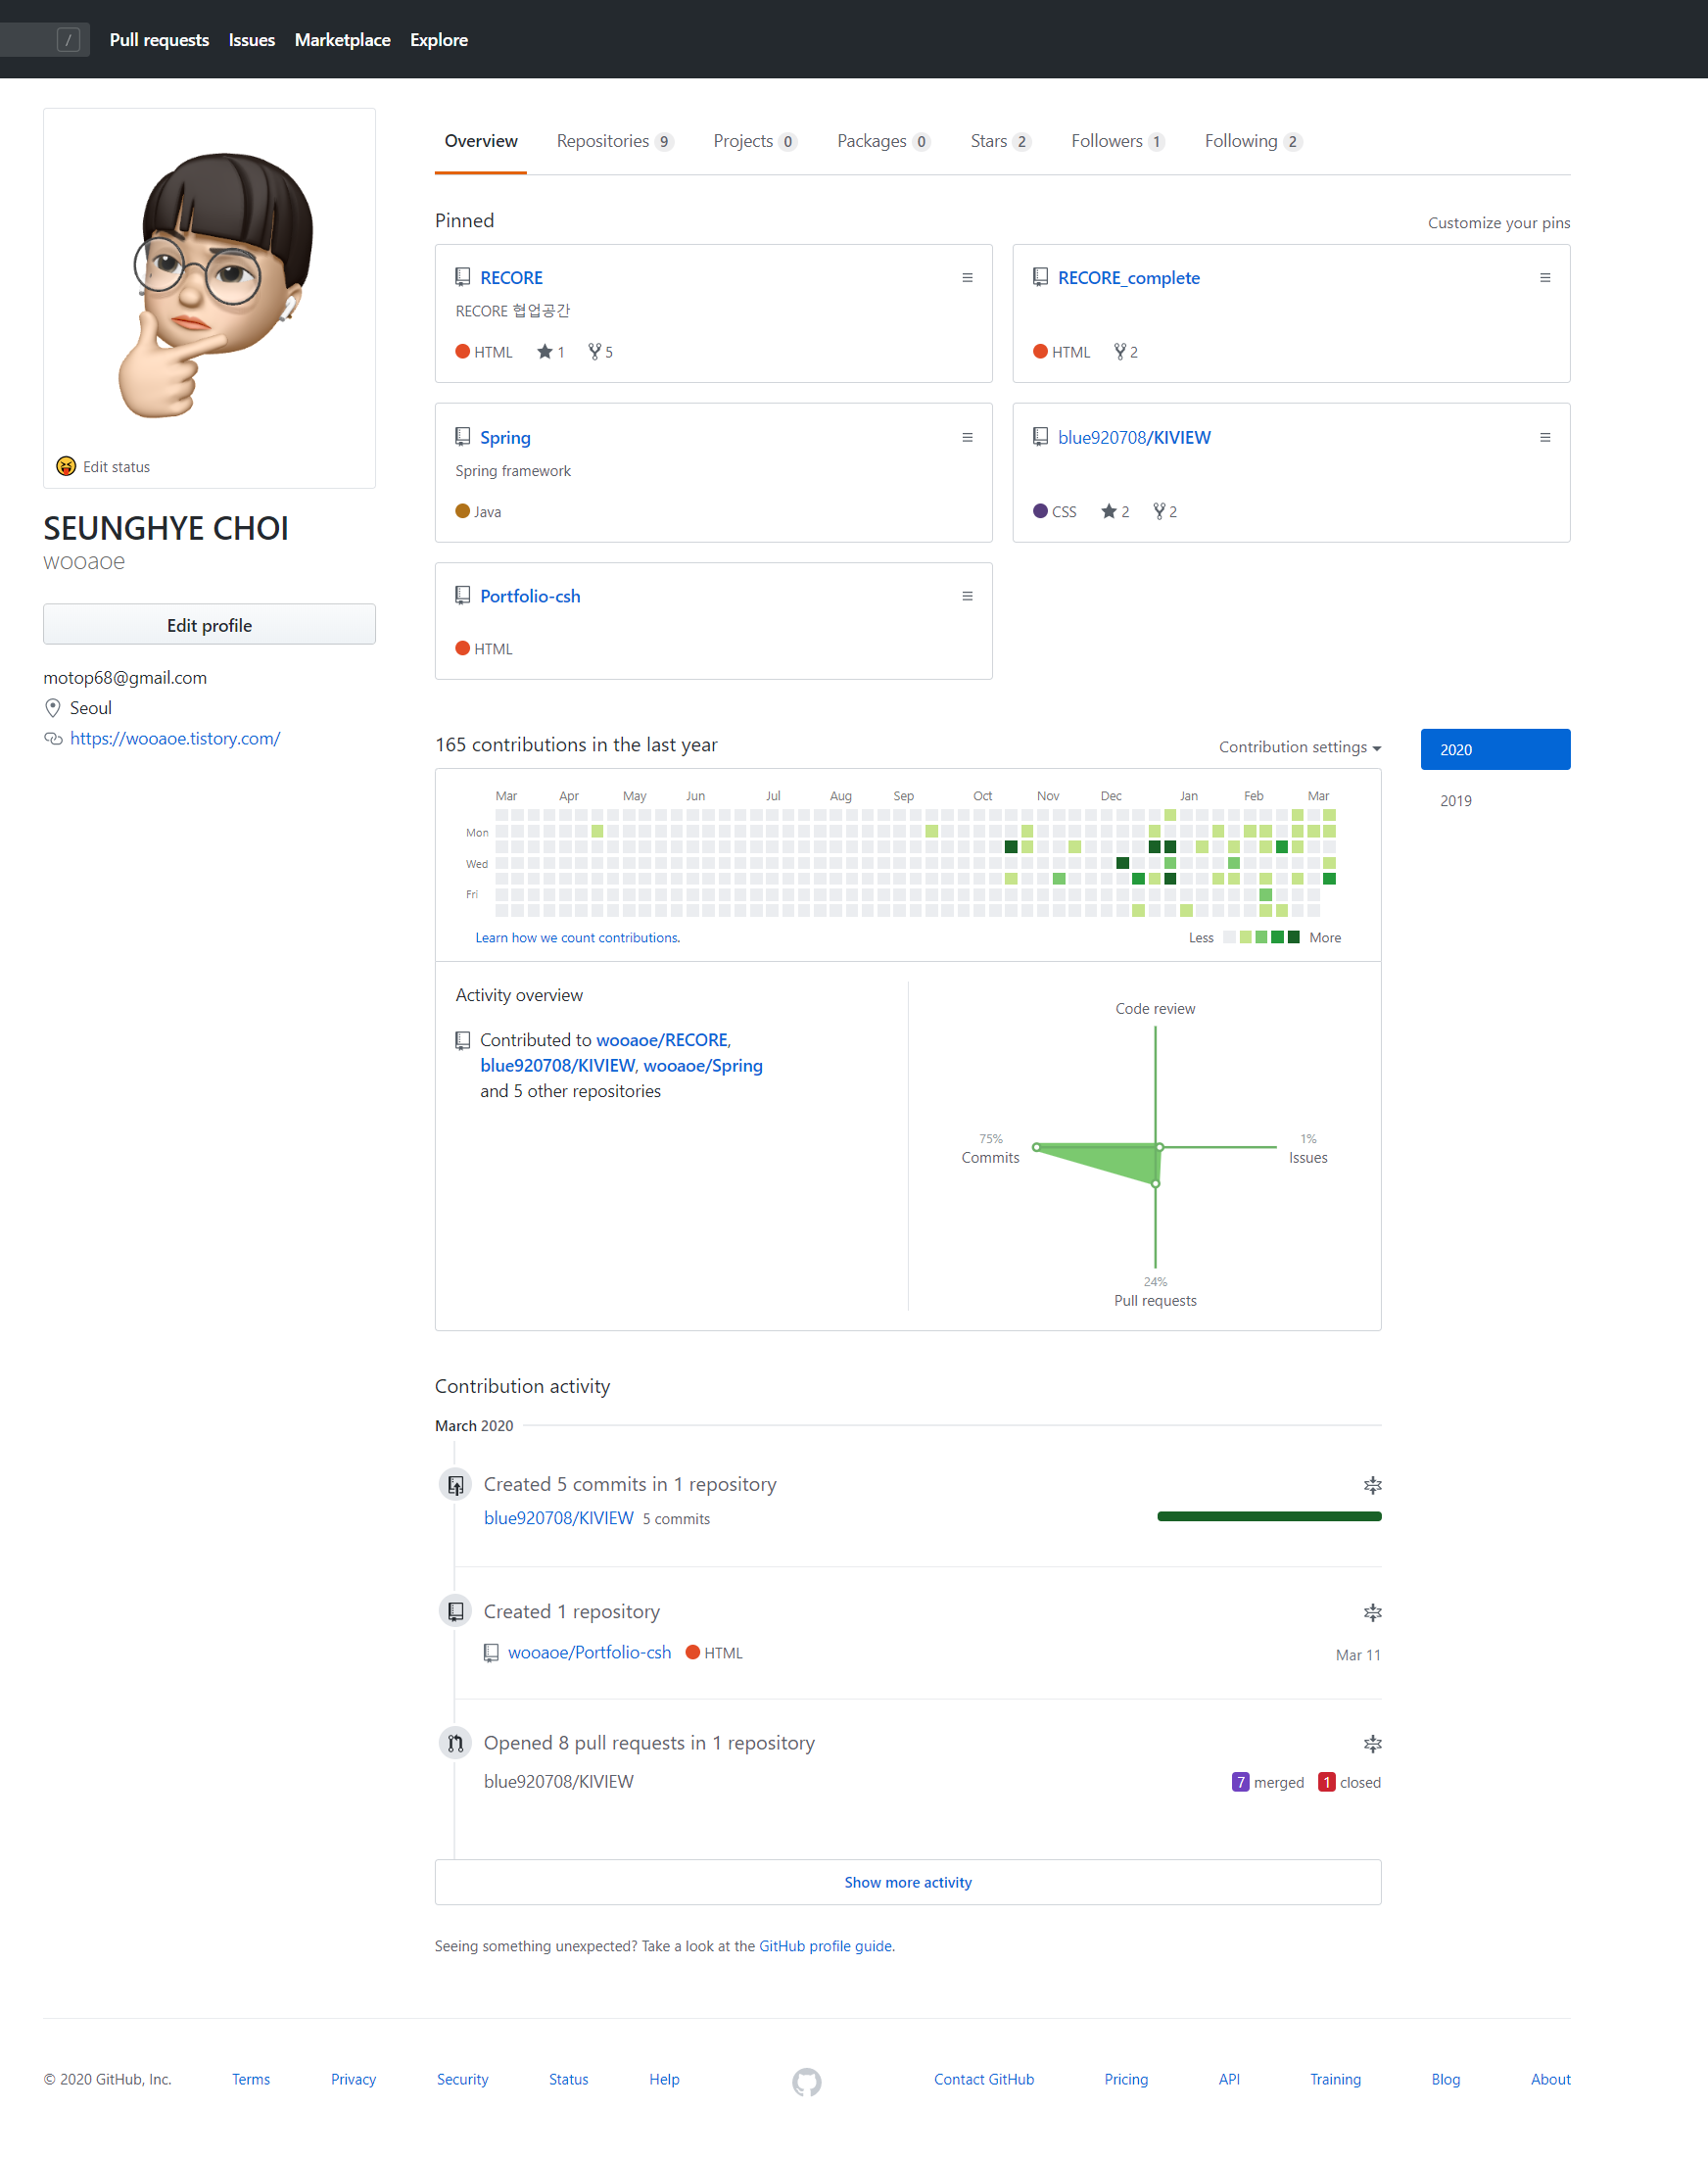 / Pull requests Issues Marketplace Explore
Overview Repositories 9 Projects 0 Packages 0 Stars 2 Followers 1 Following 2
Edit status
SEUNGHYE CHOI
wooaoe
Edit profile
motop68@gmail.com
Seoul
https://wooaoe.tistory.com/
Pinned Customize your pins
RECORE
RECORE 협업공간
HTML 1 5
RECORE_complete
HTML 2
Spring
Spring framework
Java
blue920708/KIVIEW
CSS 2 2
Portfolio-csh
HTML
165 contributions in the last year Contribution settings
2020
2019
Mar Apr May Jun Jul Aug Sep Oct Nov Dec Jan Feb Mar
Mon
Wed
Fri
Learn how we count contributions. Less More
Activity overview
Contributed to wooaoe/RECORE,
blue920708/KIVIEW, wooaoe/Spring
and 5 other repositories
Code review
75%
Commits
1%
Issues
24%
Pull requests
Contribution activity
March 2020
Created 5 commits in 1 repository
blue920708/KIVIEW 5 commits
Created 1 repository
wooaoe/Portfolio-csh HTML Mar 11
Opened 8 pull requests in 1 repository
blue920708/KIVIEW 7 merged 1 closed
Show more activity
Seeing something unexpected? Take a look at the GitHub profile guide.
© 2020 GitHub, Inc. Terms Privacy Security Status Help Contact GitHub Pricing API Training Blog About